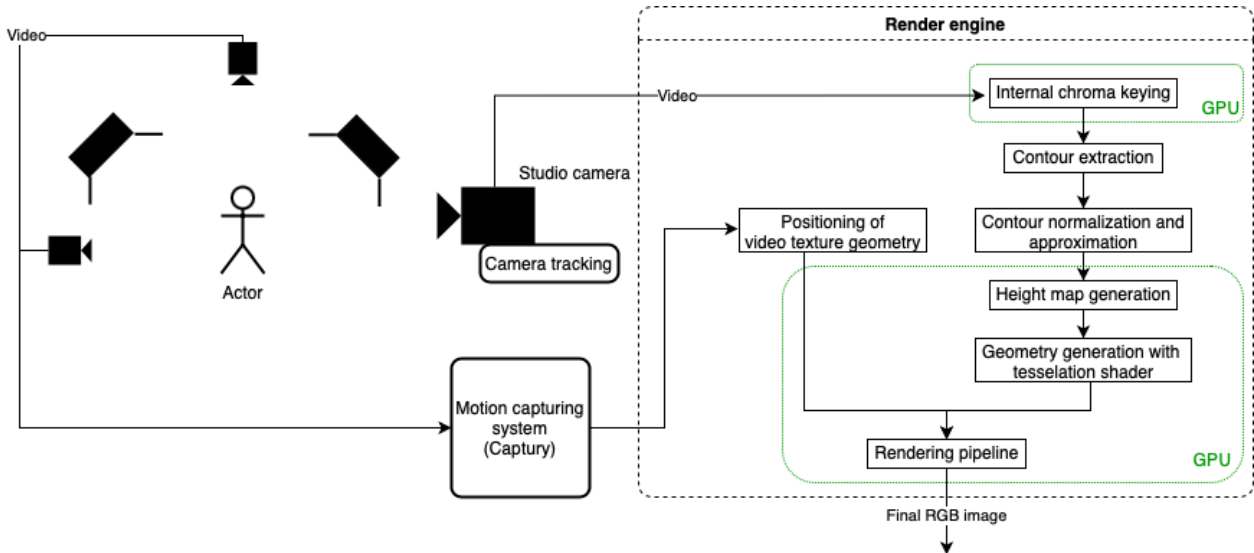 Render engine
Video
Video
Internal chroma keying
GPU
Contour extraction
Studio camera
Positioning of
video texture geometry
Contour normalization and
approximation
Camera tracking
Actor
Height map generation
Geometry generation with
tesselation shader
Motion capturing
system
(Captury)
Rendering pipeline
GPU
Final RGB image